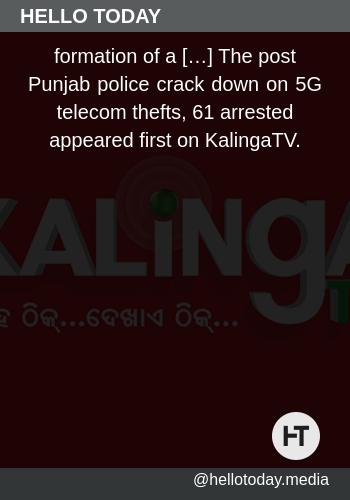 HELLO TODAY
formation of a […] The post
Punjab police crack down on 5G
telecom thefts, 61 arrested
appeared first on KalingaTV.
KALiNGA
T
ହ ଠିକ୍...ଦେଖାଏ ଠିକ୍...
HT
@hellotoday.media